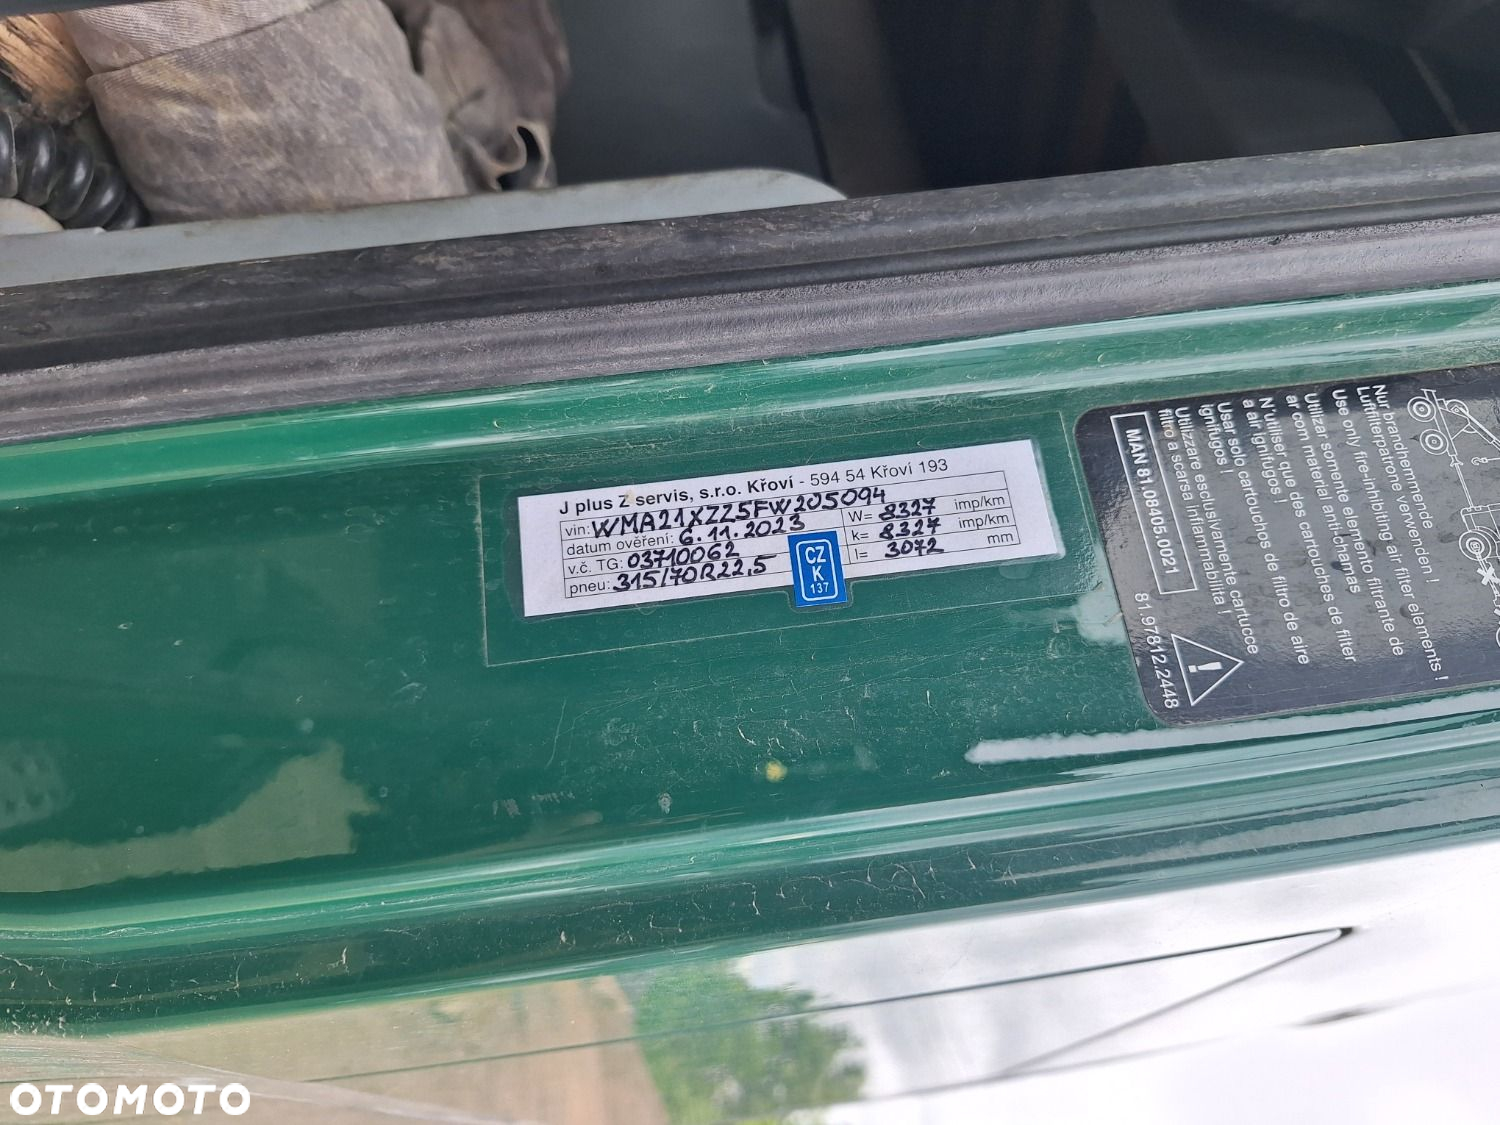 J plus Z servis, s.r.o. Křoví - 594 54 Křoví 193
vin: WMA21XZZ5FW205094
datum ověření: 6.11.2023 W= 8327 imp/km
v.č. TG: 03710062 k= 8327 imp/km
pneu: 315/70R22,5 l= 3072 mm
CZ
K
137
Nur brandhemmende
Luftfilterpatrone verwenden !
Use only fire-inhibiting air filter elements !
Utilizar somente elemento filtrante de
ar com material anti-chamas
N'utiliser que des cartouches de filter
a air ignifugos !
Usar solo cartouchos de filtro de aire
ignifugos !
Utilizzare esclusivamente cartucce
filtro a scarsa infiammabilita !
MAN 81.08405.0021
81.97812.2448
OTOMOTO